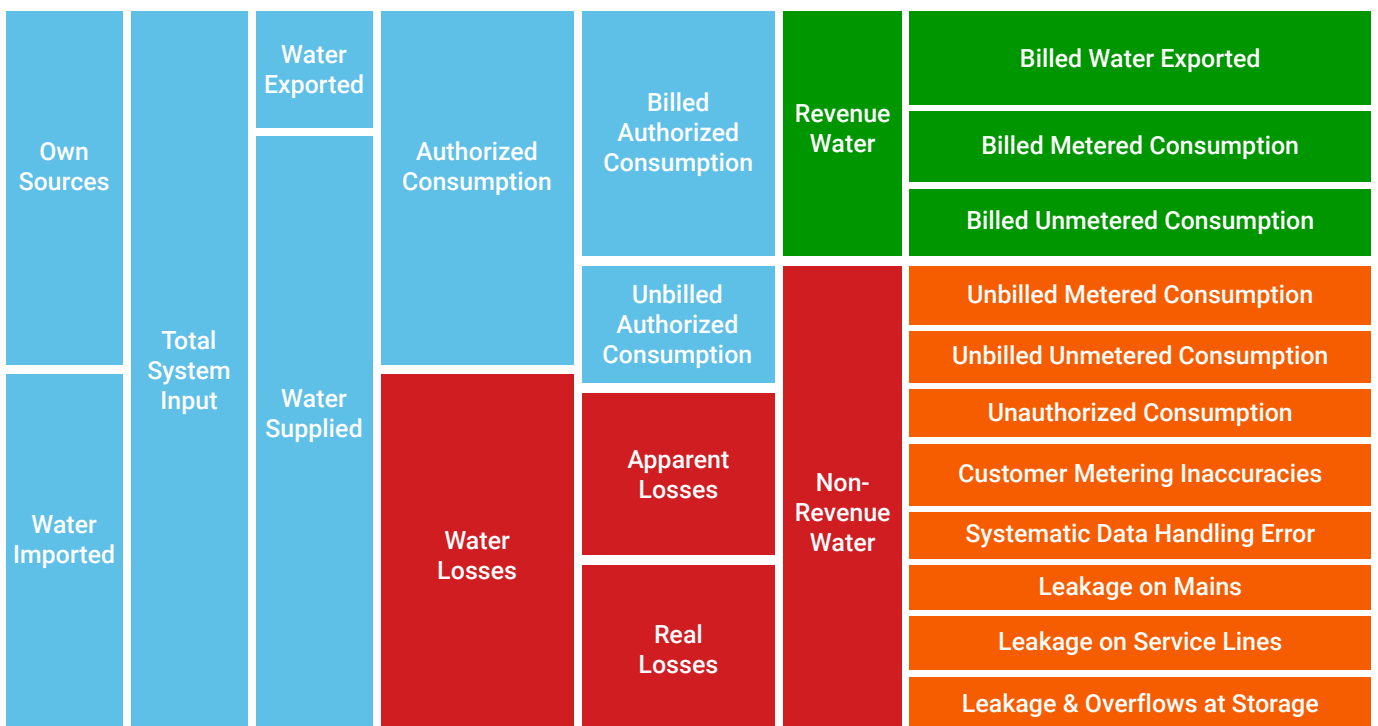 Own
Sources
Water
Imported
Total
System
Input
Water
Exported
Water
Supplied
Authorized
Consumption
Water
Losses
Billed
Authorized
Consumption
Unbilled
Authorized
Consumption
Apparent
Losses
Real
Losses
Revenue
Water
Non-
Revenue
Water
Billed Water Exported
Billed Metered Consumption
Billed Unmetered Consumption
Unbilled Metered Consumption
Unbilled Unmetered Consumption
Unauthorized Consumption
Customer Metering Inaccuracies
Systematic Data Handling Error
Leakage on Mains
Leakage on Service Lines
Leakage & Overflows at Storage